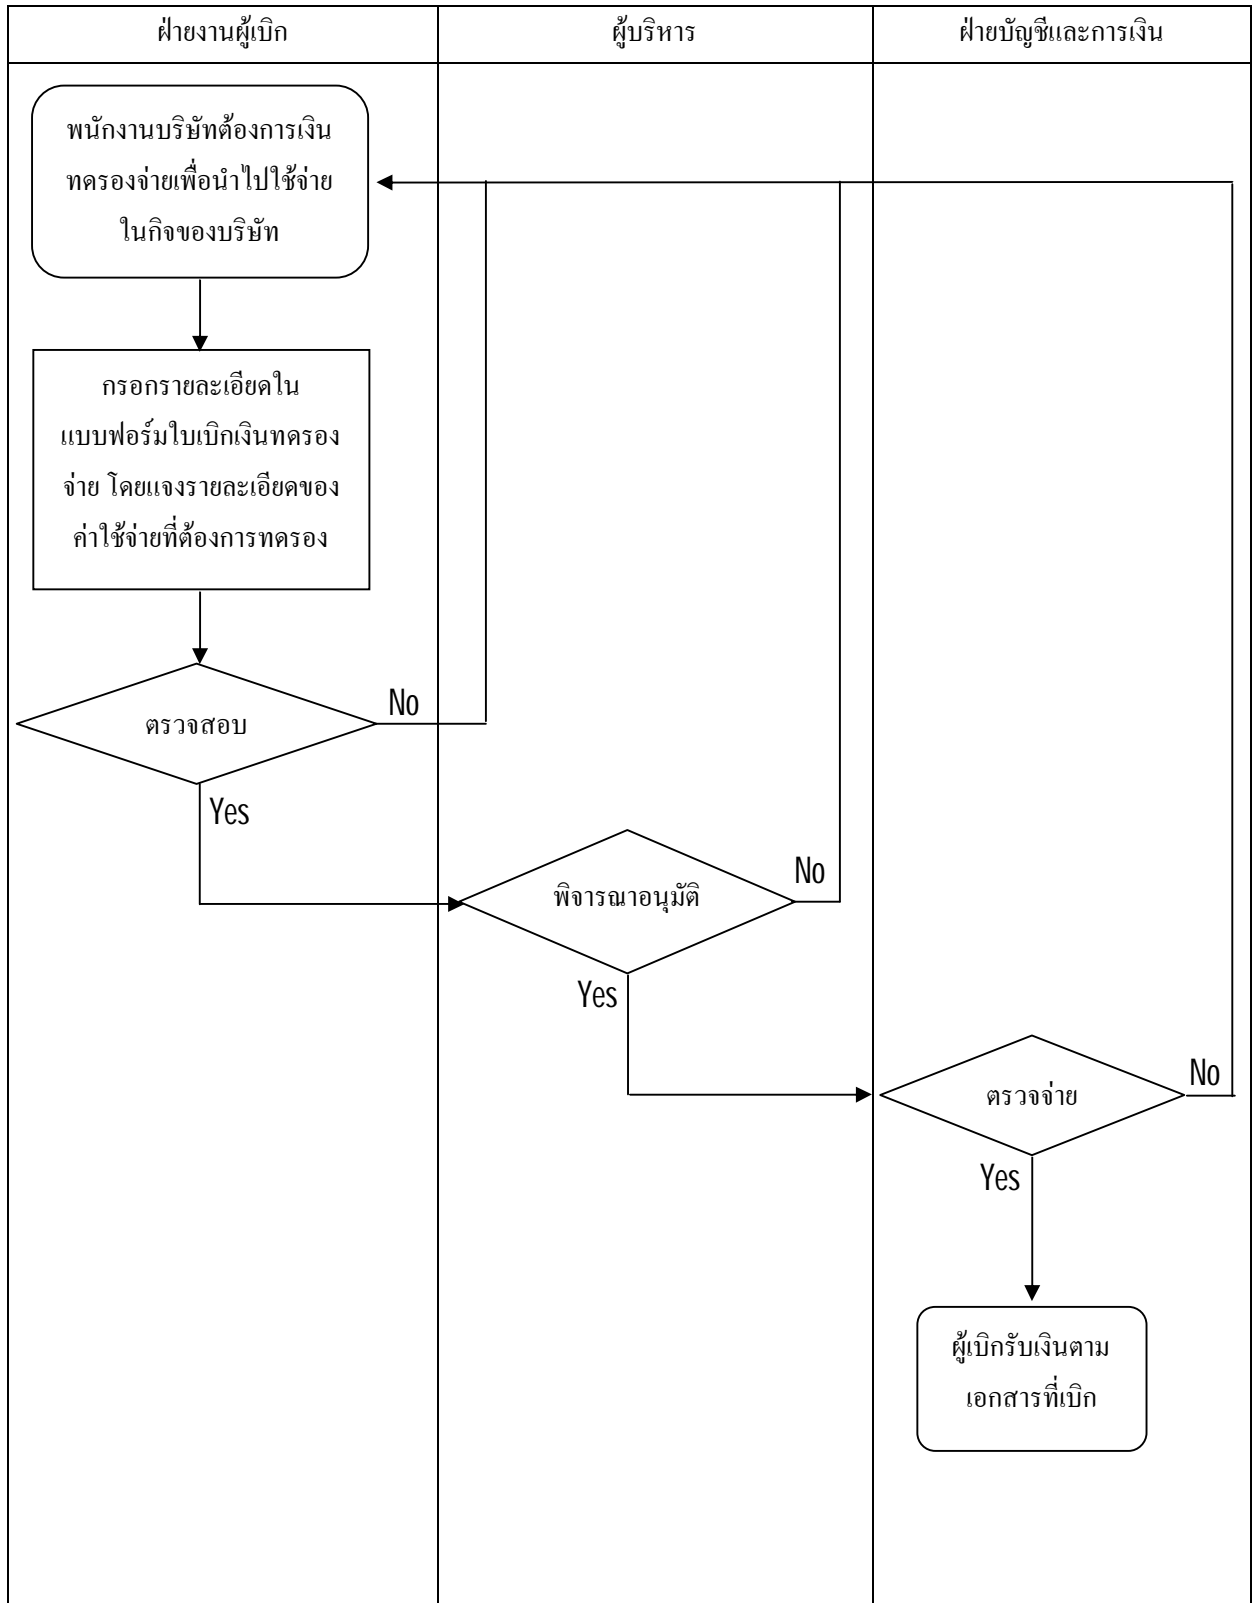 ฝ่ายงานผู้เบิก
ผู้บริหาร
ฝ่ายบัญชีและการเงิน
พนักงานบริษัทต้องการเงิน
ทดรองจ่ายเพื่อนำไปใช้จ่าย
ในกิจของบริษัท
กรอกรายละเอียดใน
แบบฟอร์มใบเบิกเงินทดรอง
จ่าย โดยแจงรายละเอียดของ
ค่าใช้จ่ายที่ต้องการทดรอง
ตรวจสอบ
No
Yes
พิจารณาอนุมัติ
No
Yes
ตรวจจ่าย
No
Yes
ผู้เบิกรับเงินตาม
เอกสารที่เบิก